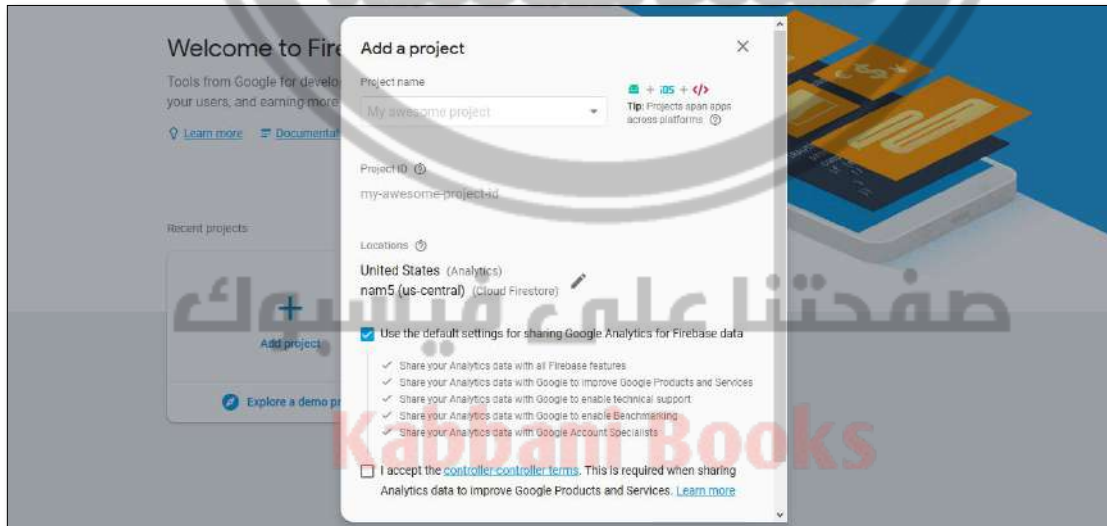 Welcome to Fire
Tools from Google for develo
your users, and earning more
Learn more
Documentat
Recent projects
Add project
Explore a demo pr
Add a project
Project name
My awesome project
+ iOS + </>
Tip: Projects span apps
across platforms
Project ID
my-awesome-project-id
Locations
United States (Analytics)
nam5 (us-central) (Cloud Firestore)
Use the default settings for sharing Google Analytics for Firebase data
Share your Analytics data with all Firebase features
Share your Analytics data with Google to improve Google Products and Services
Share your Analytics data with Google to enable technical support
Share your Analytics data with Google to enable Benchmarking
Share your Analytics data with Google Account Specialists
I accept the controller-controller terms. This is required when sharing
Analytics data to improve Google Products and Services. Learn more
صفحتنا على فيسبوك
Kabbani Books